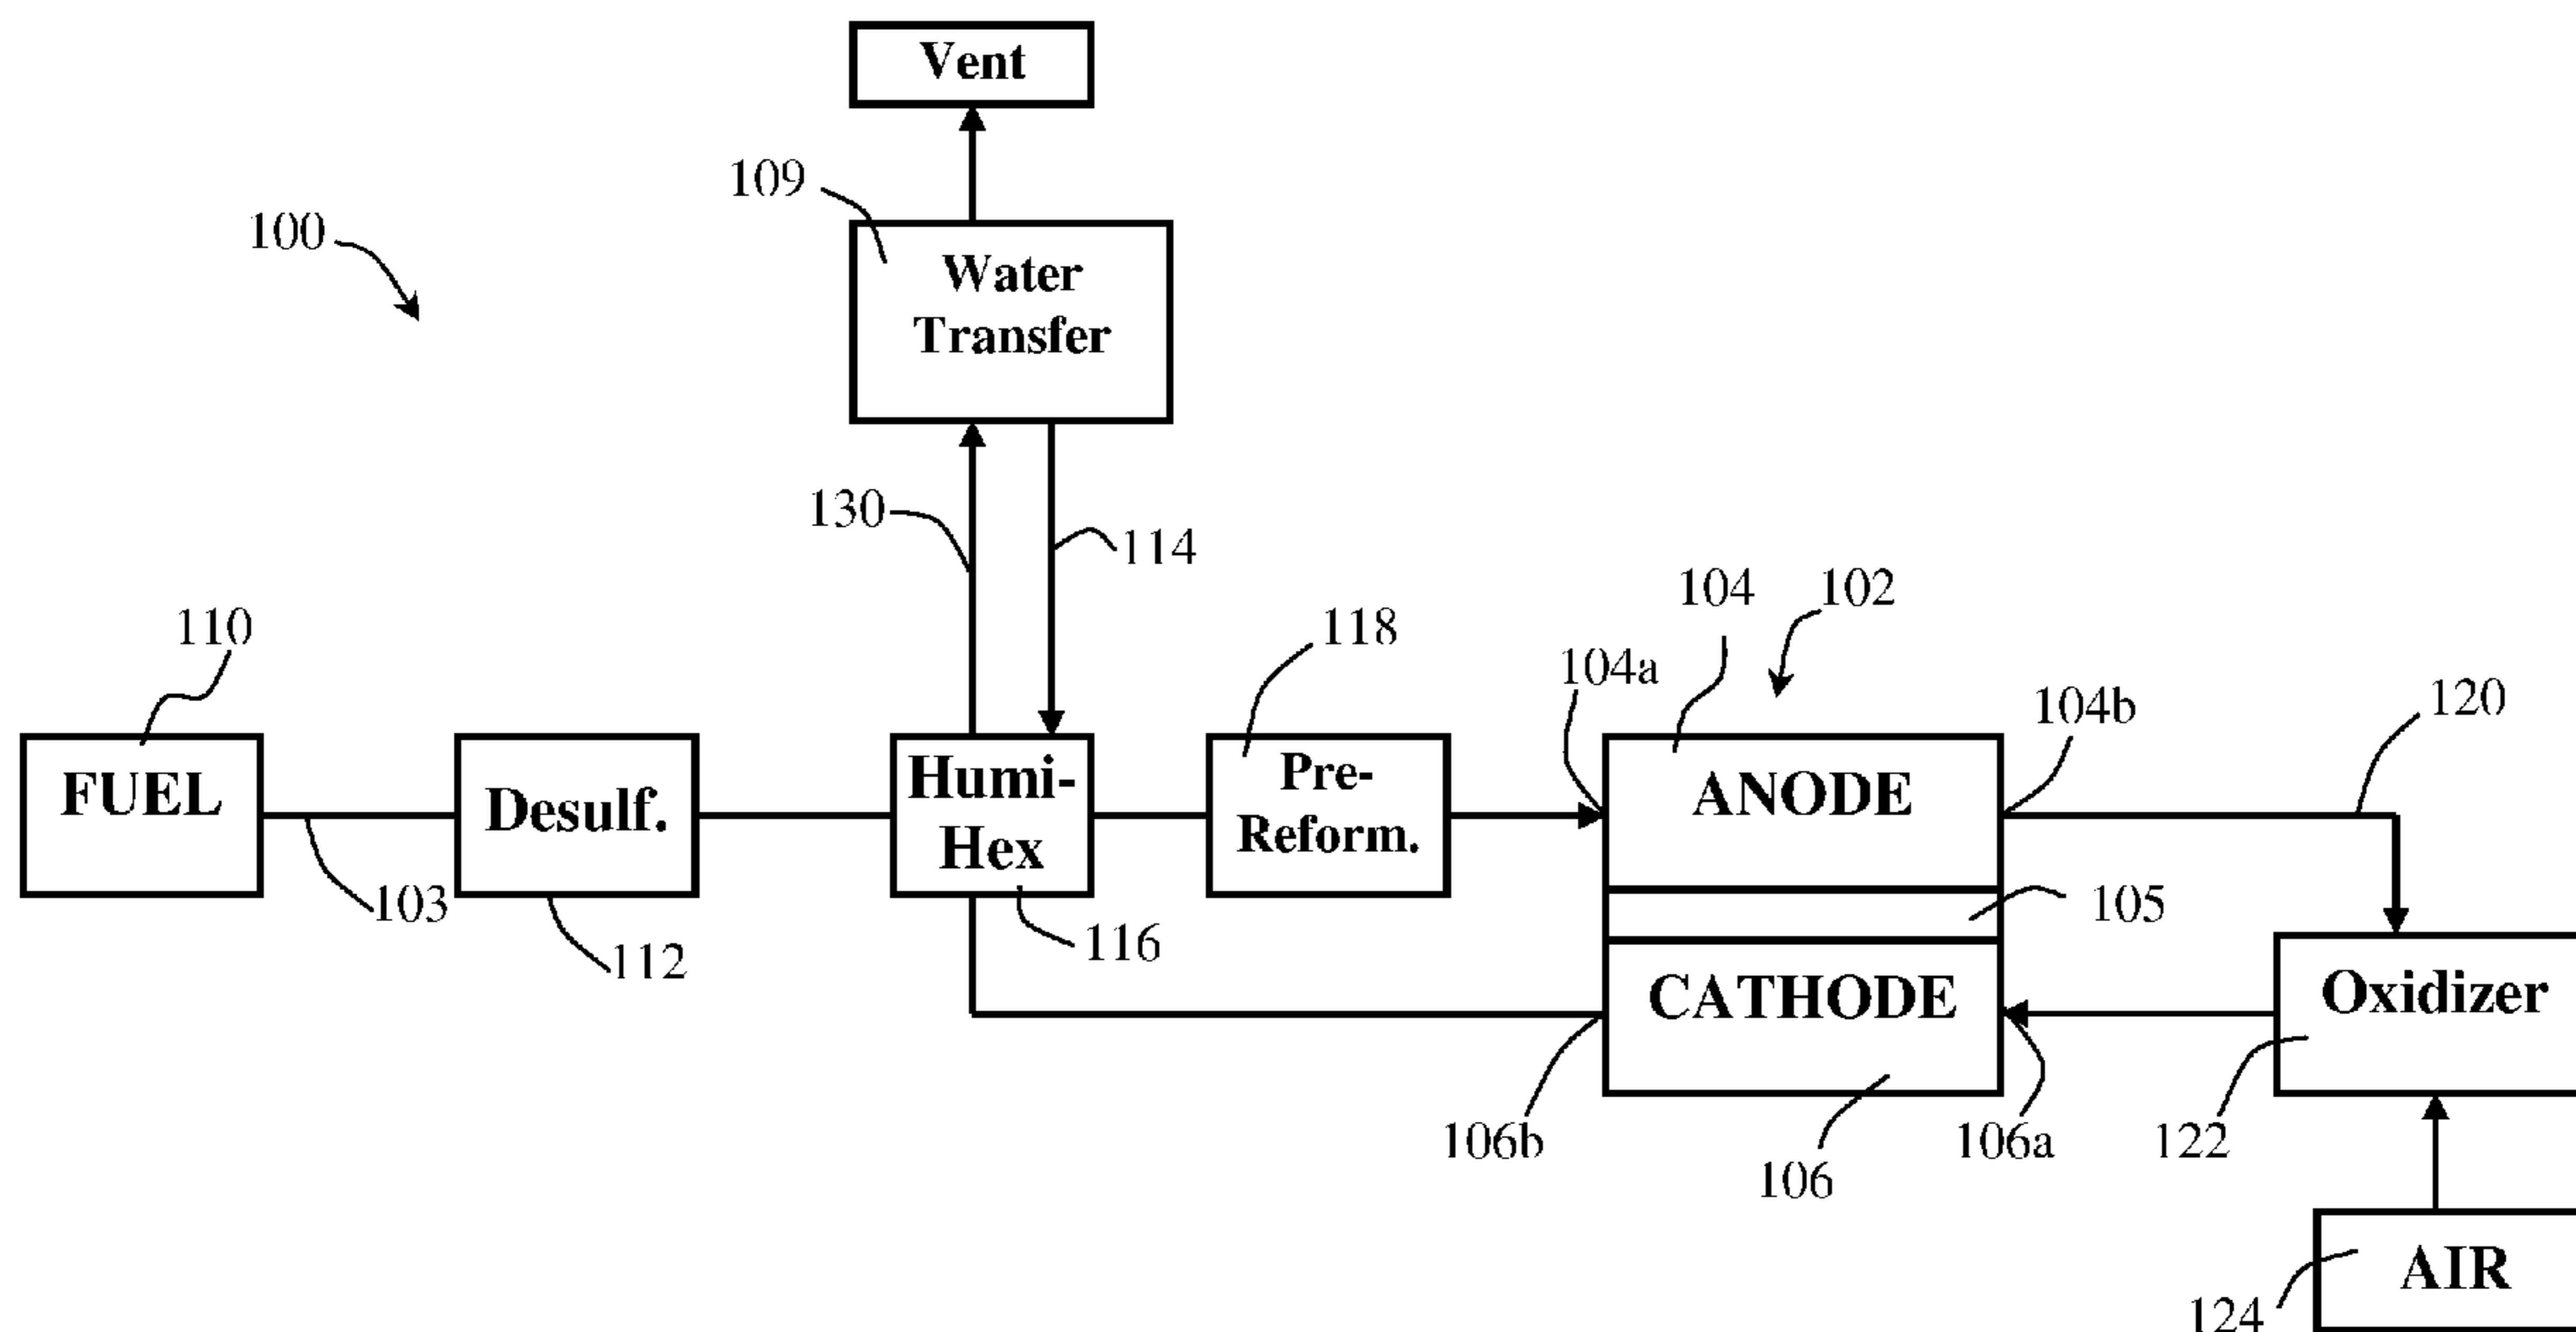 Vent
109
100
Water
Transfer
130
114
104
102
110
118
104a
104b
120
FUEL
Desulf.
Humi-
Hex
Pre-
Reform.
ANODE
103
112
116
105
CATHODE
Oxidizer
106b
106
106a
122
AIR
124